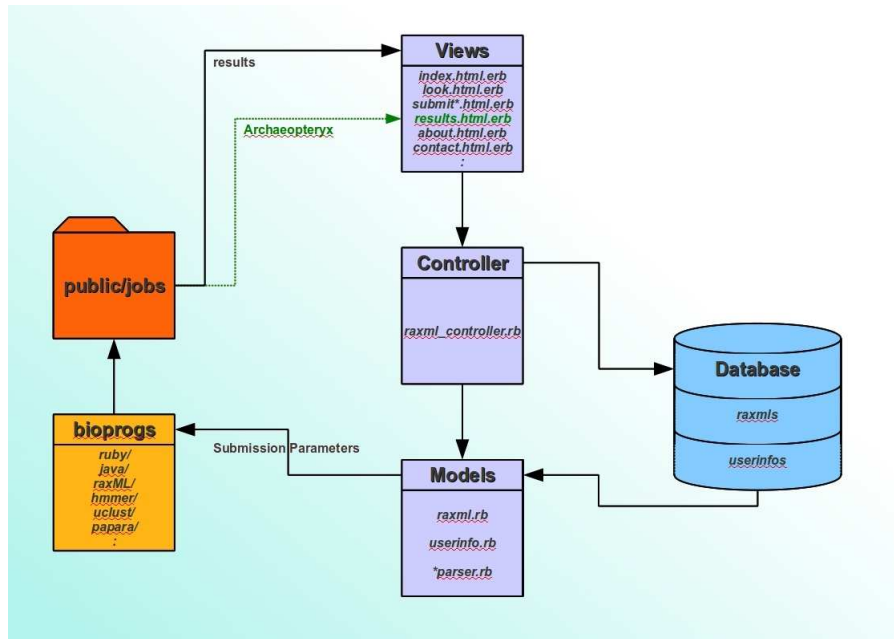 results
Views
index.html.erb
look.html.erb
submit*.html.erb
results.html.erb
about.html.erb
contact.html.erb
:
Archaeopteryx
public/jobs
Controller
raxml_controller.rb
Database
raxmls
userinfos
bioprogs
ruby/
java/
raxML/
hmmer/
uclust/
papara/
:
Submission Parameters
Models
raxml.rb
userinfo.rb
*parser.rb